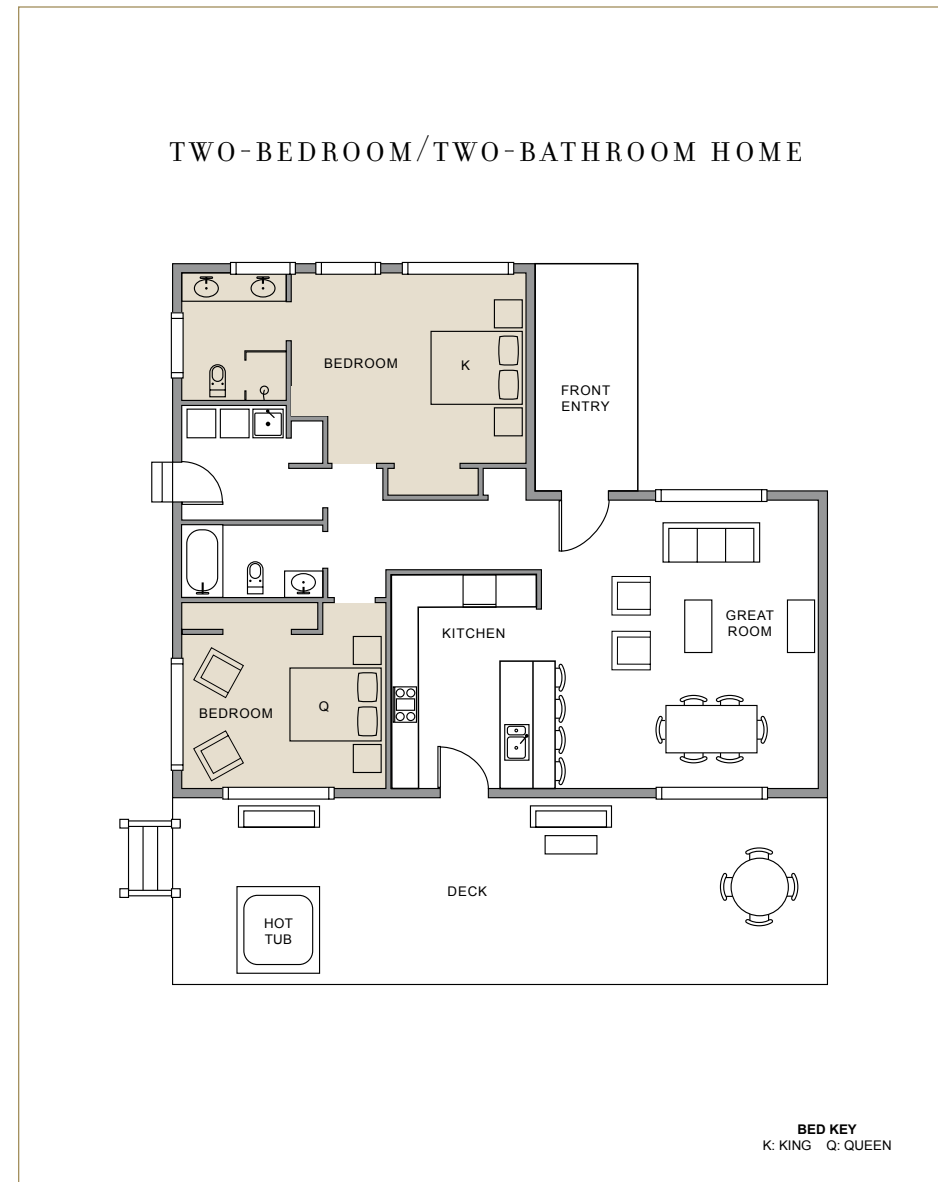 TWO-BEDROOM/TWO-BATHROOM HOME
BEDROOM
K
FRONT
ENTRY
GREAT
ROOM
KITCHEN
BEDROOM
Q
DECK
HOT
TUB
BED KEY
K: KING Q: QUEEN